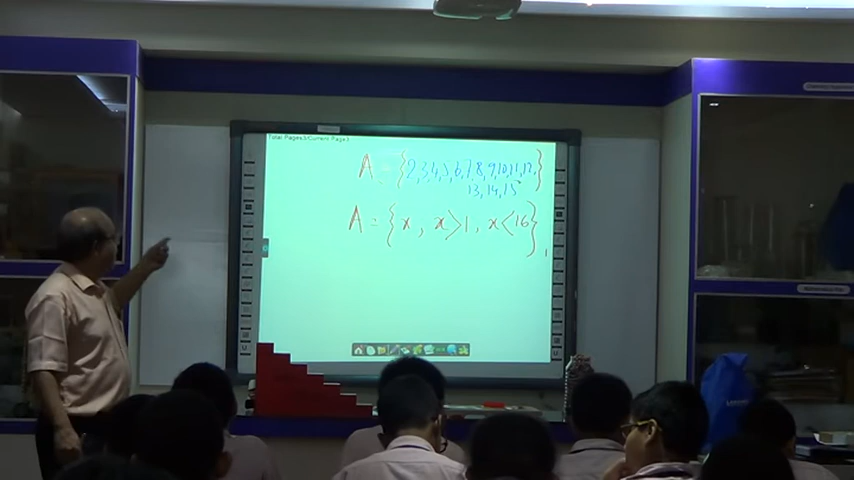 Total Pages:3/Current Page:3
A = {2,3,4,5,6,7,8,9,10,11,12,
13,14,15}
A = {x, x>1, x<16}